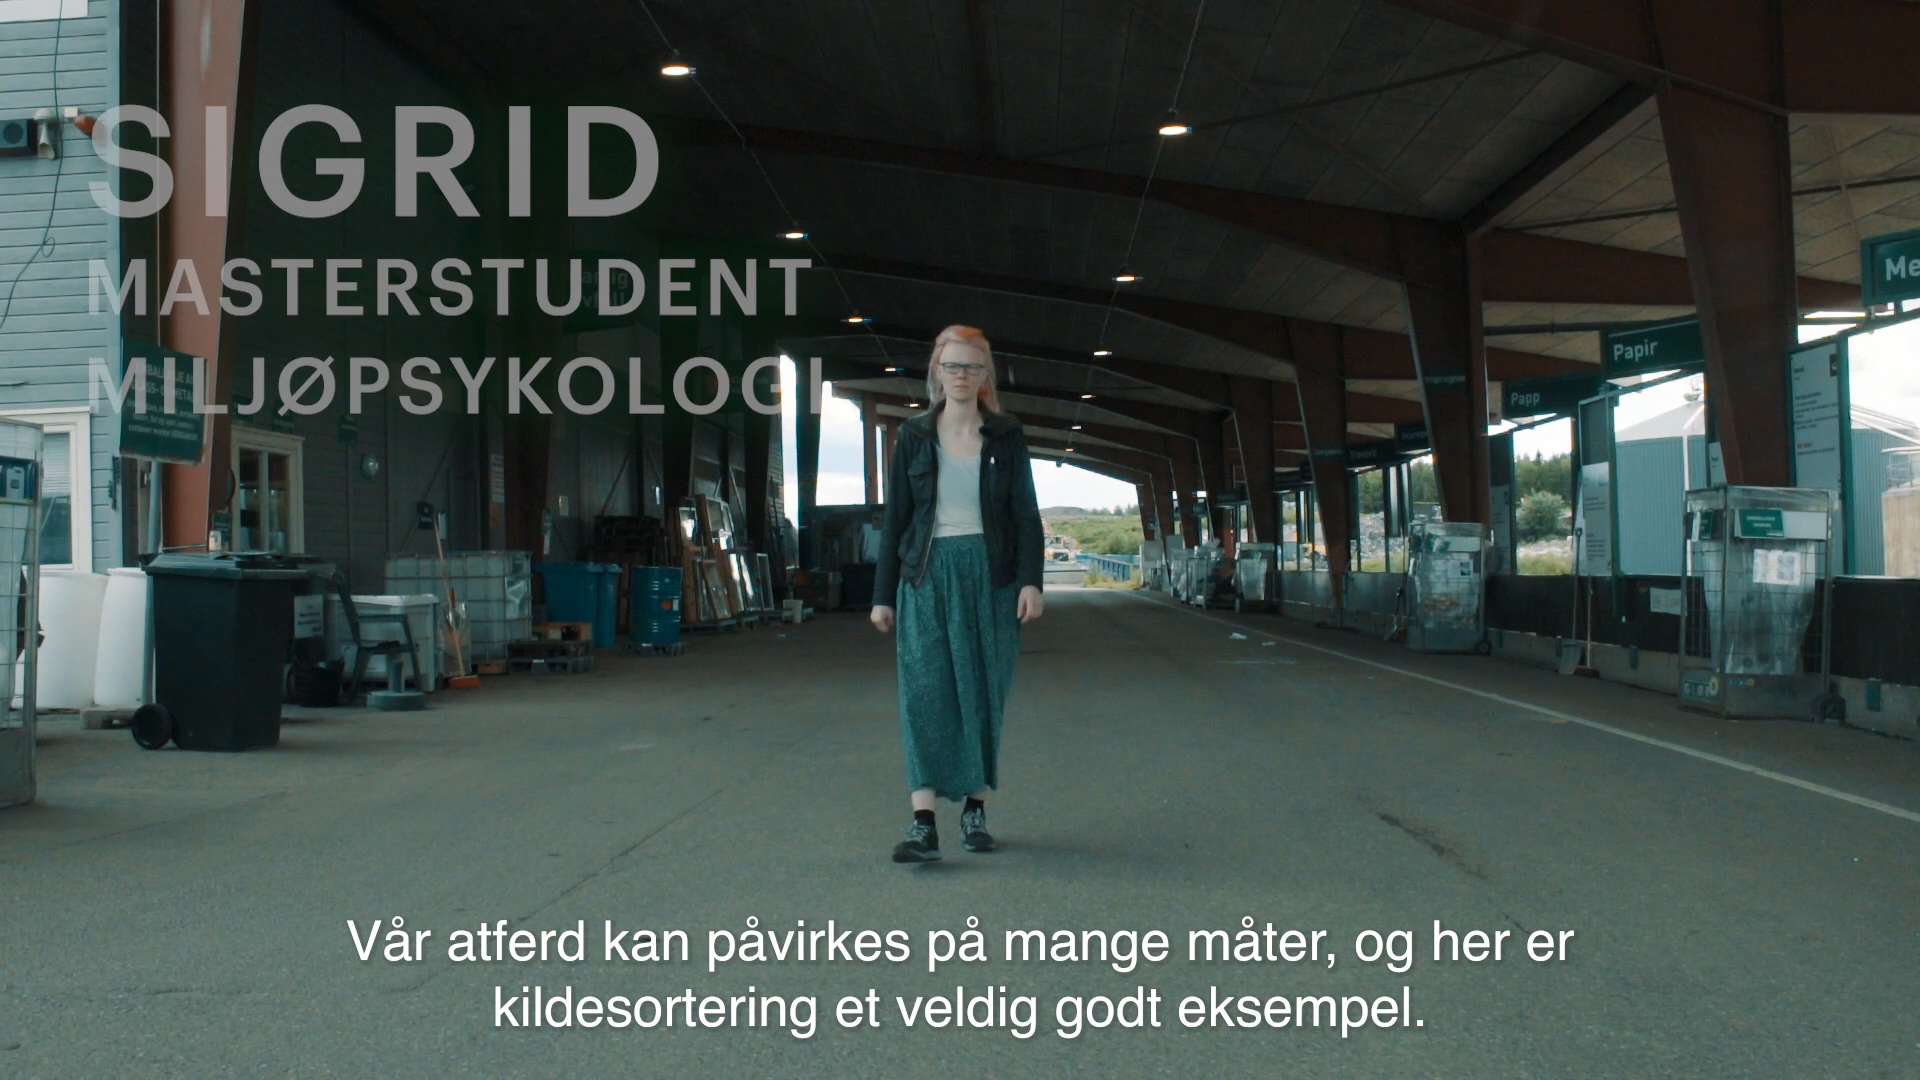 SIGRID
MASTERSTUDENT
MILJØPSYKOLOGI
Me
Papir
Papp
Vår atferd kan påvirkes på mange måter, og her er
kildesortering et veldig godt eksempel.